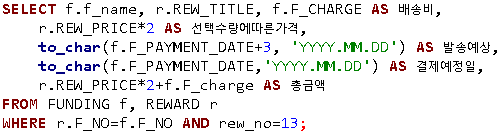 SELECT f.f_name, r.REW_TITLE, f.F_CHARGE AS 배송비,
r.REW_PRICE*2 AS 선택수량에따른가격,
to_char(f.F_PAYMENT_DATE+3, 'YYYY.MM.DD') AS 발송예상,
to_char(f.F_PAYMENT_DATE,'YYYY.MM.DD') AS 결제예정일,
r.REW_PRICE*2+f.F_charge AS 총금액
FROM FUNDING f, REWARD r
WHERE r.F_NO=f.F_NO AND rew_no=13;